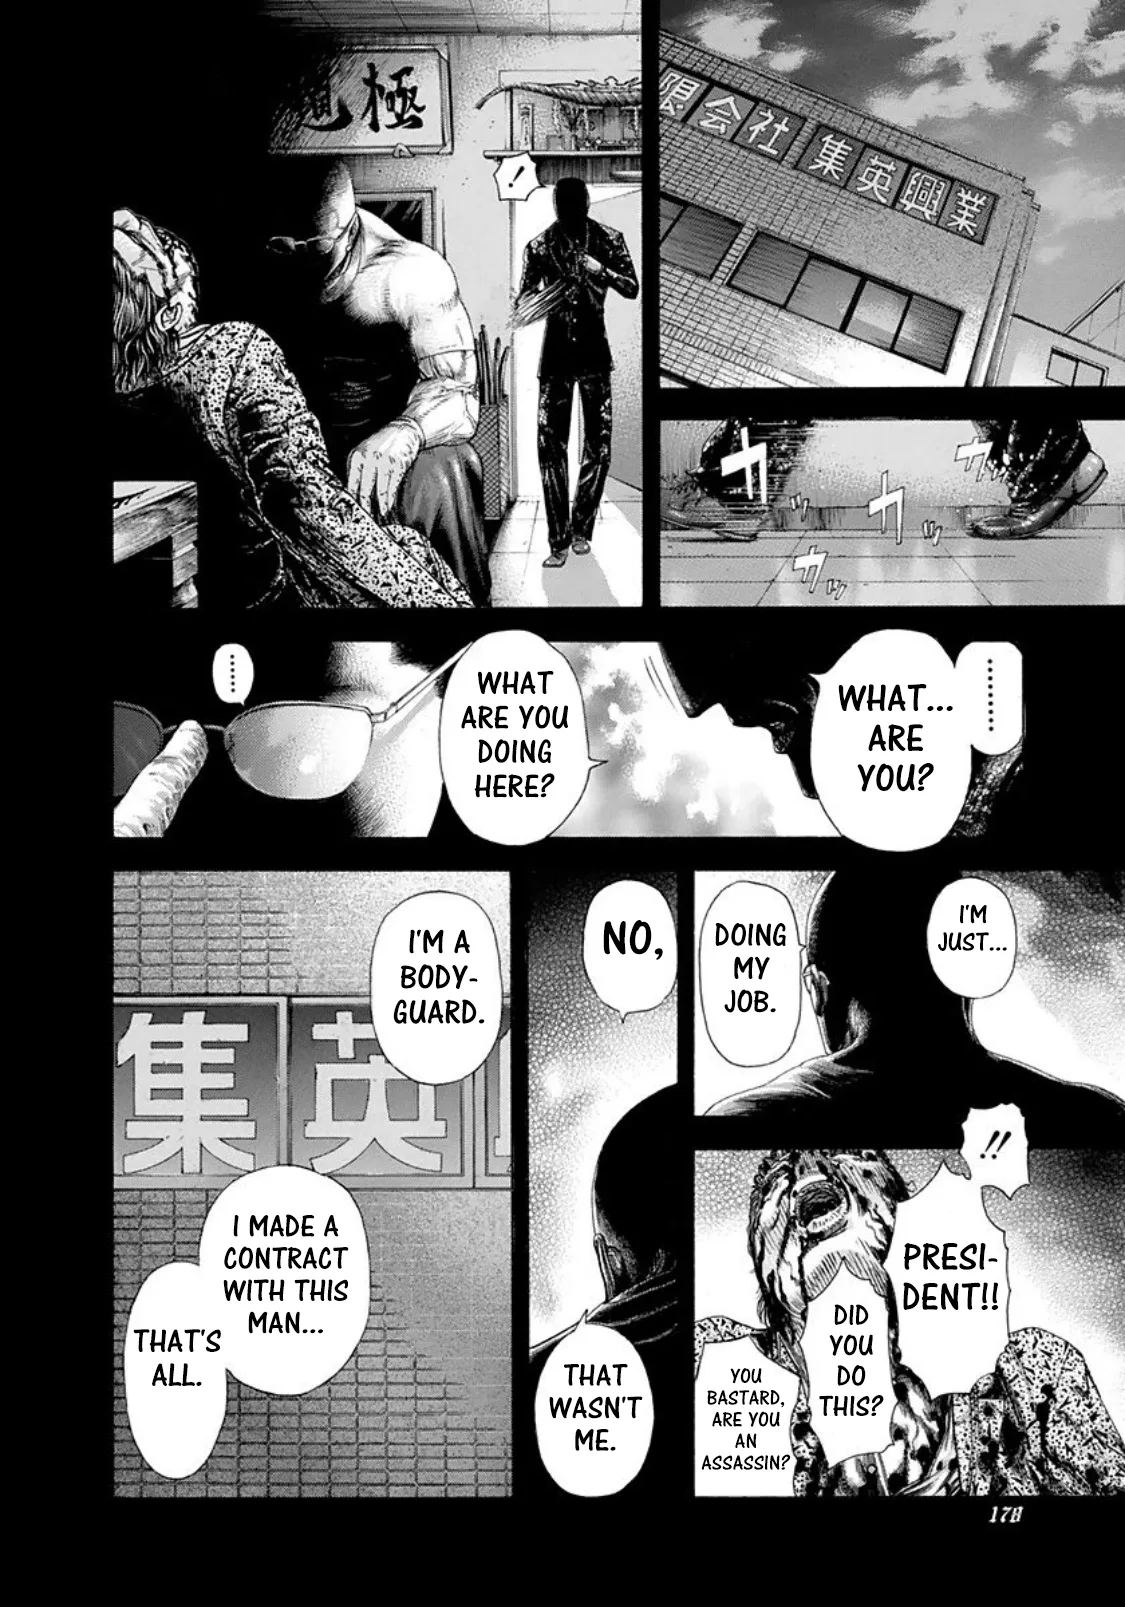 限会社 集英興業
カッ
カッ
カッ
カッ
極道
!
WHAT...
ARE
YOU?
WHAT
ARE YOU
DOING
HERE?
I'M
JUST...
DOING
MY
JOB.
!!
PRESI-
DENT!!
DID
YOU
DO
THIS?
YOU
BASTARD,
ARE YOU
AN
ASSASSIN?
NO,
THAT
WASN'T
ME.
I'M A
BODY-
GUARD.
集英
I MADE A
CONTRACT
WITH THIS
MAN...
THAT'S
ALL.
178